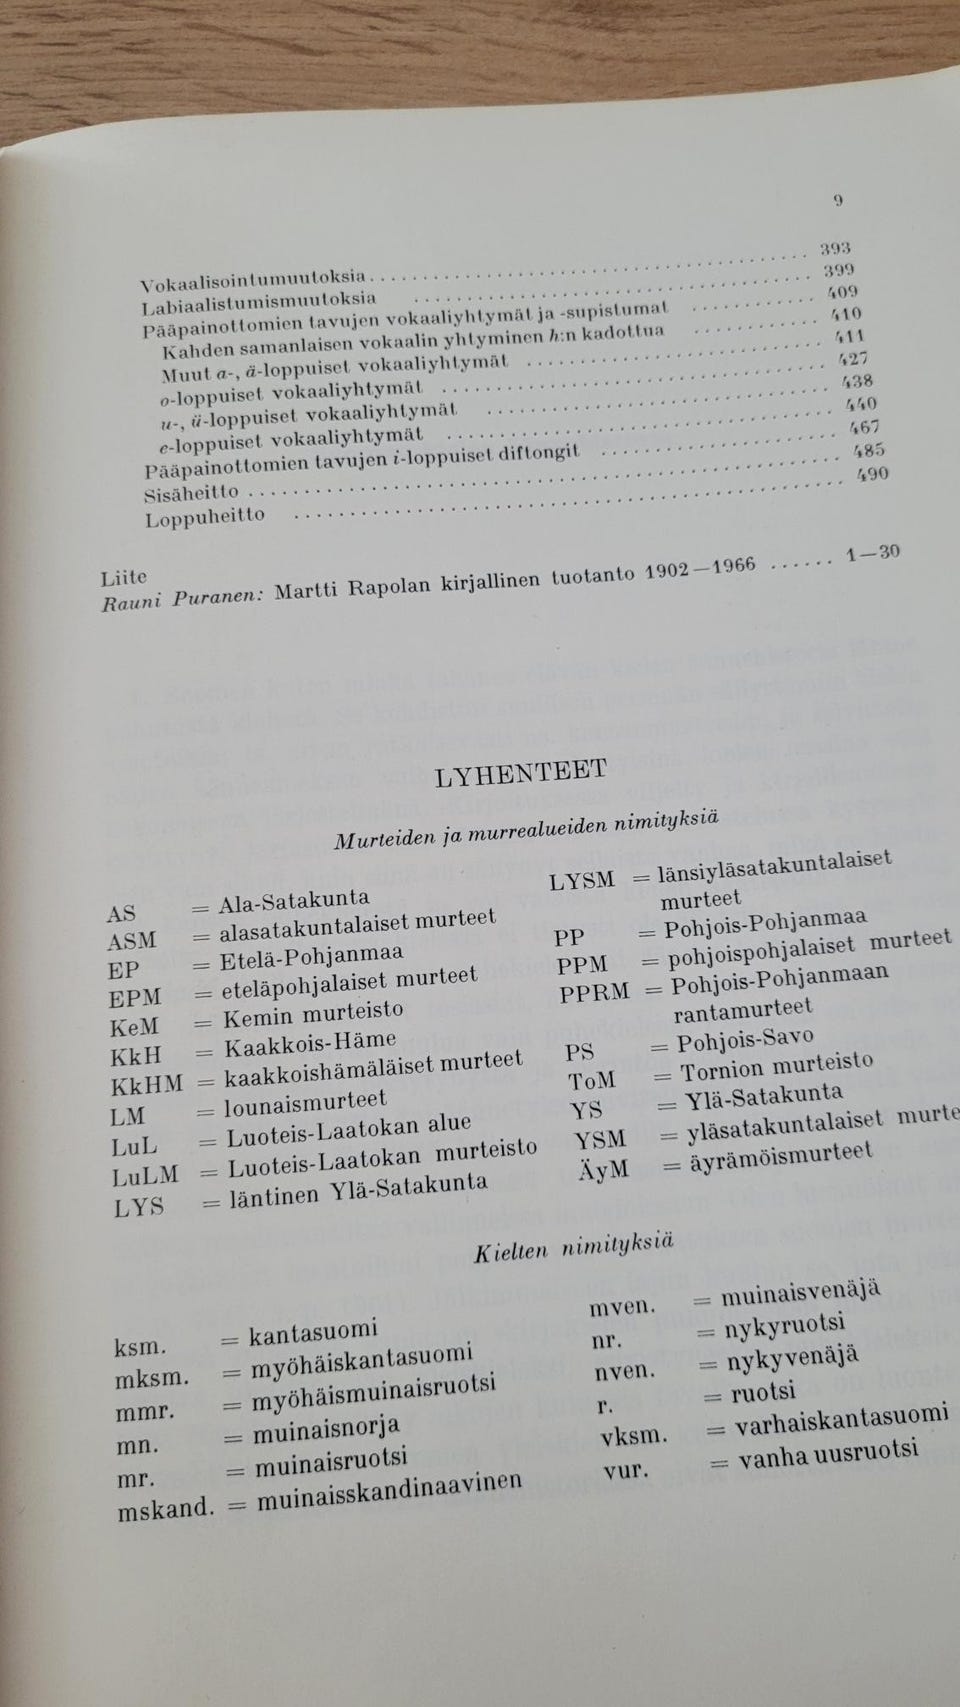 9
Vokaalisointumuutoksia ........ 393
Labiaalistumismuutoksia ........ 399
Pääpainottomien tavujen vokaaliyhtymät ja -supistumat ........ 409
Kahden samanlaisen vokaalin yhtyminen h:n kadottua ........ 410
Muut a-, ä-loppuiset vokaaliyhtymät ........ 411
o-loppuiset vokaaliyhtymät ........ 427
u-, ü-loppuiset vokaaliyhtymät ........ 438
e-loppuiset vokaaliyhtymät ........ 440
Pääpainottomien tavujen i-loppuiset diftongit ........ 467
Sisäheitto ........ 485
Loppuheitto ........ 490
Liite
Rauni Puranen: Martti Rapolan kirjallinen tuotanto 1902—1966 ...... 1—30
LYHENTEET
Murteiden ja murrealueiden nimityksiä
AS = Ala-Satakunta
ASM = alasatakuntalaiset murteet
EP = Etelä-Pohjanmaa
EPM = eteläpohjalaiset murteet
KeM = Kemin murteisto
KkH = Kaakkois-Häme
KkHM = kaakkoishämäläiset murteet
LM = lounaismurteet
LuL = Luoteis-Laatokan alue
LuLM = Luoteis-Laatokan murteisto
LYS = läntinen Ylä-Satakunta
LYSM = länsiyläsatakuntalaiset
murteet
PP = Pohjois-Pohjanmaa
PPM = pohjoispohjalaiset murteet
PPRM = Pohjois-Pohjanmaan
rantamurteet
PS = Pohjois-Savo
ToM = Tornion murteisto
YS = Ylä-Satakunta
YSM = yläsatakuntalaiset murte
ÄyM = äyrämöismurteet
Kielten nimityksiä
ksm. = kantasuomi
mksm. = myöhäiskantasuomi
mmr. = myöhäismuinaisruotsi
mn. = muinaisnorja
mr. = muinaisruotsi
mskand. = muinaisskandinaavinen
mven. = muinaisvenäjä
nr. = nykyruotsi
nven. = nykyvenäjä
r. = ruotsi
vksm. = varhaiskantasuomi
vur. = vanha uusruotsi